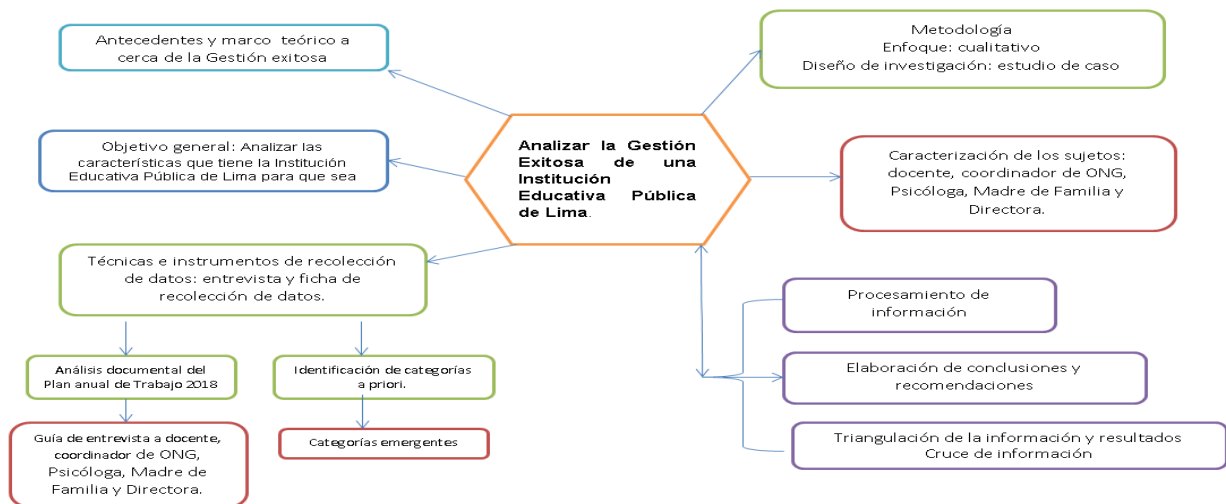 Antecedentes y marco teórico a
cerca de la Gestión exitosa
Metodología
Enfoque: cualitativo
Diseño de investigación: estudio de caso
Objetivo general: Analizar las
características que tiene la Institución
Educativa Pública de Lima para que sea
Analizar la Gestión
Exitosa de una
Institución
Educativa Pública
de Lima.
Caracterización de los sujetos:
docente, coordinador de ONG,
Psicóloga, Madre de Familia y
Directora.
Técnicas e instrumentos de recolección
de datos: entrevista y ficha de
recolección de datos.
Procesamiento de
información
Análisis documental del
Plan anual de Trabajo 2018
Identificación de categorías
a priori.
Elaboración de conclusiones y
recomendaciones
Guía de entrevista a docente,
coordinador de ONG,
Psicóloga, Madre de
Familia y Directora.
Categorías emergentes
Triangulación de la información y resultados
Cruce de información